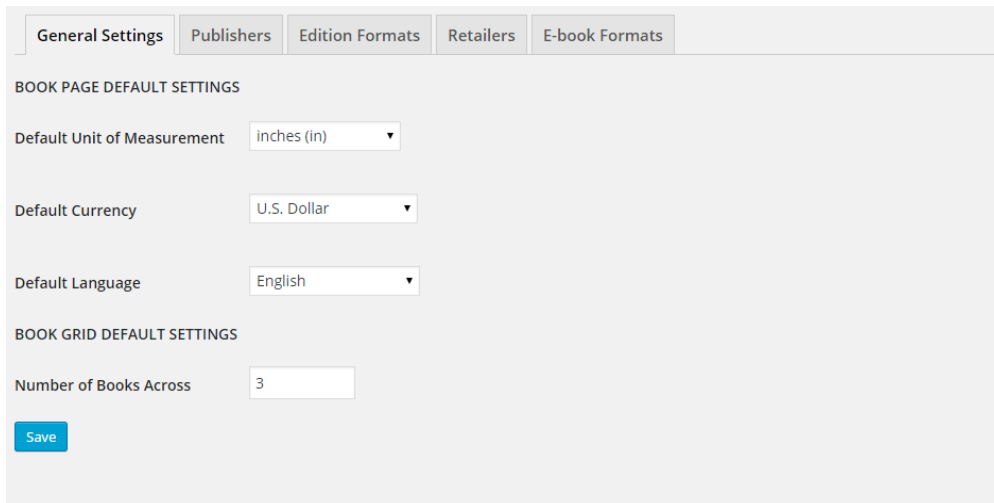 General Settings Publishers Edition Formats Retailers E-book Formats
BOOK PAGE DEFAULT SETTINGS
Default Unit of Measurement inches (in)
Default Currency U.S. Dollar
Default Language English
BOOK GRID DEFAULT SETTINGS
Number of Books Across 3
Save